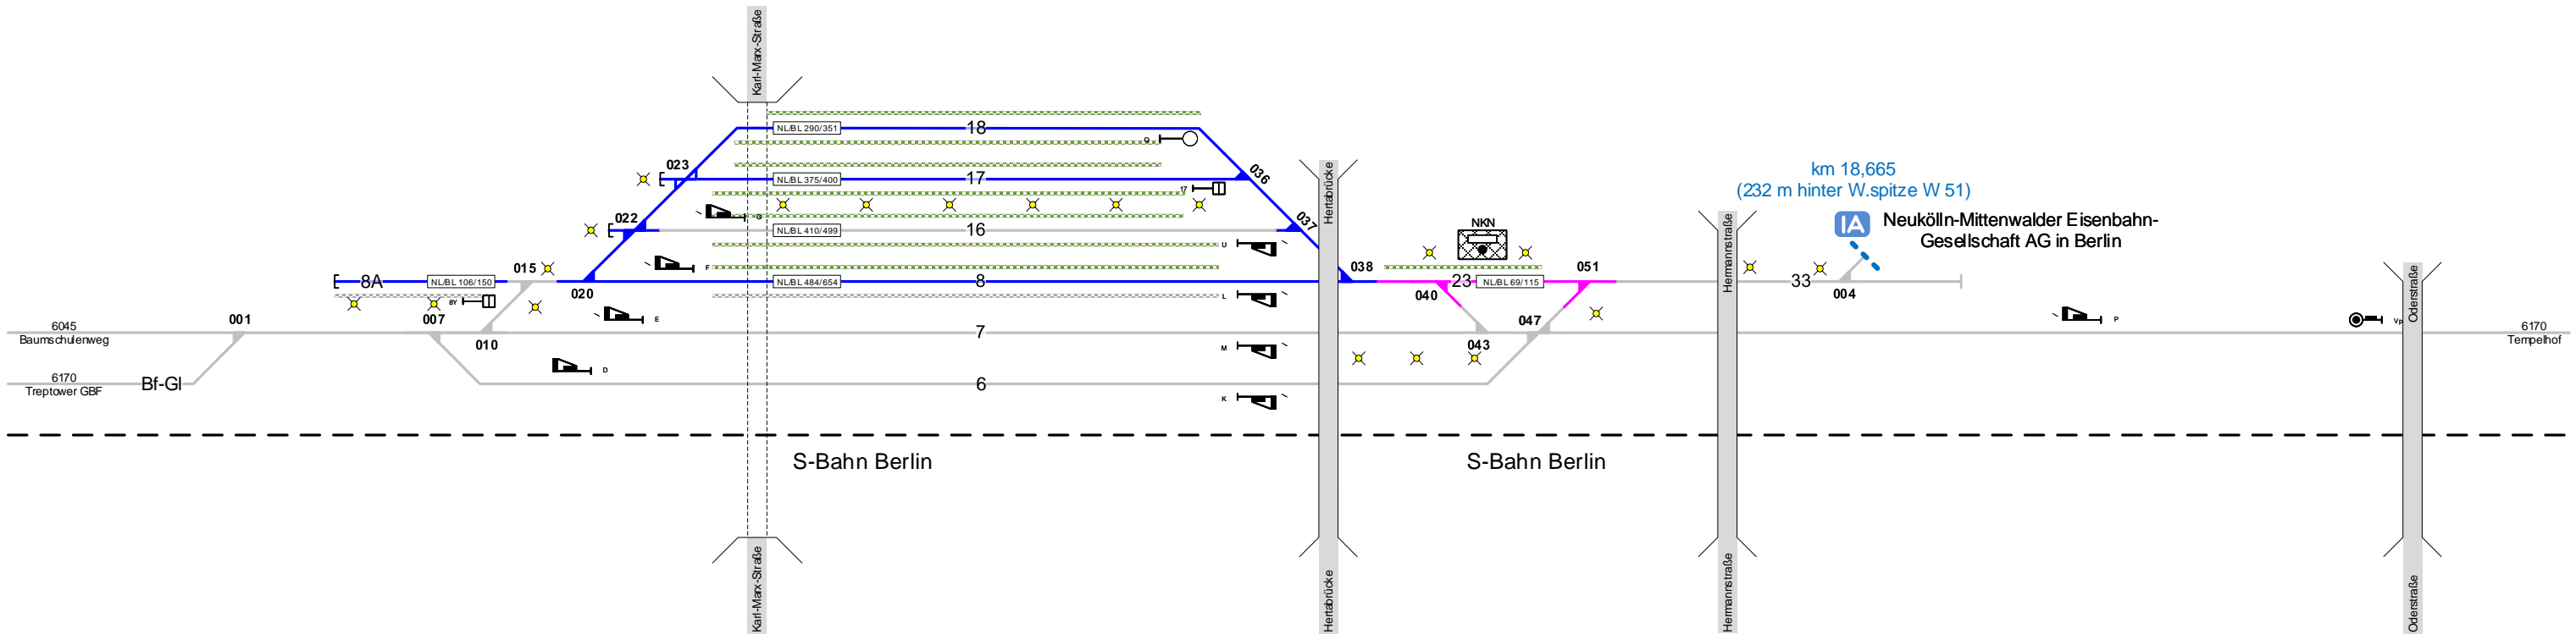 Karl-Marx-Straße
NL/BL 290/351
18
O
023
NL/BL 375/400
17
17
036
km 18,665
(232 m hinter W.spitze W 51)
IA
Neukölln-Mittenwalder Eisenbahn-
Gesellschaft AG in Berlin
Hertabrücke
Hermannstraße
022
G
NL/BL 410/499
16
037
NKN
U
F
015
038
051
8A
NL/BL 106/150
020
NL/BL 484/654
8
23
NL/BL 69/115
33
004
040
8Y
L
Oderstraße
001
007
E
047
P
Vp
6045
Baumschulenweg
010
7
043
6170
Tempelhof
M
D
6170
Treptower GBF
Bf-Gl
6
K
S-Bahn Berlin
S-Bahn Berlin
Karl-Marx-Straße
Hertabrücke
Hermannstraße
Oderstraße